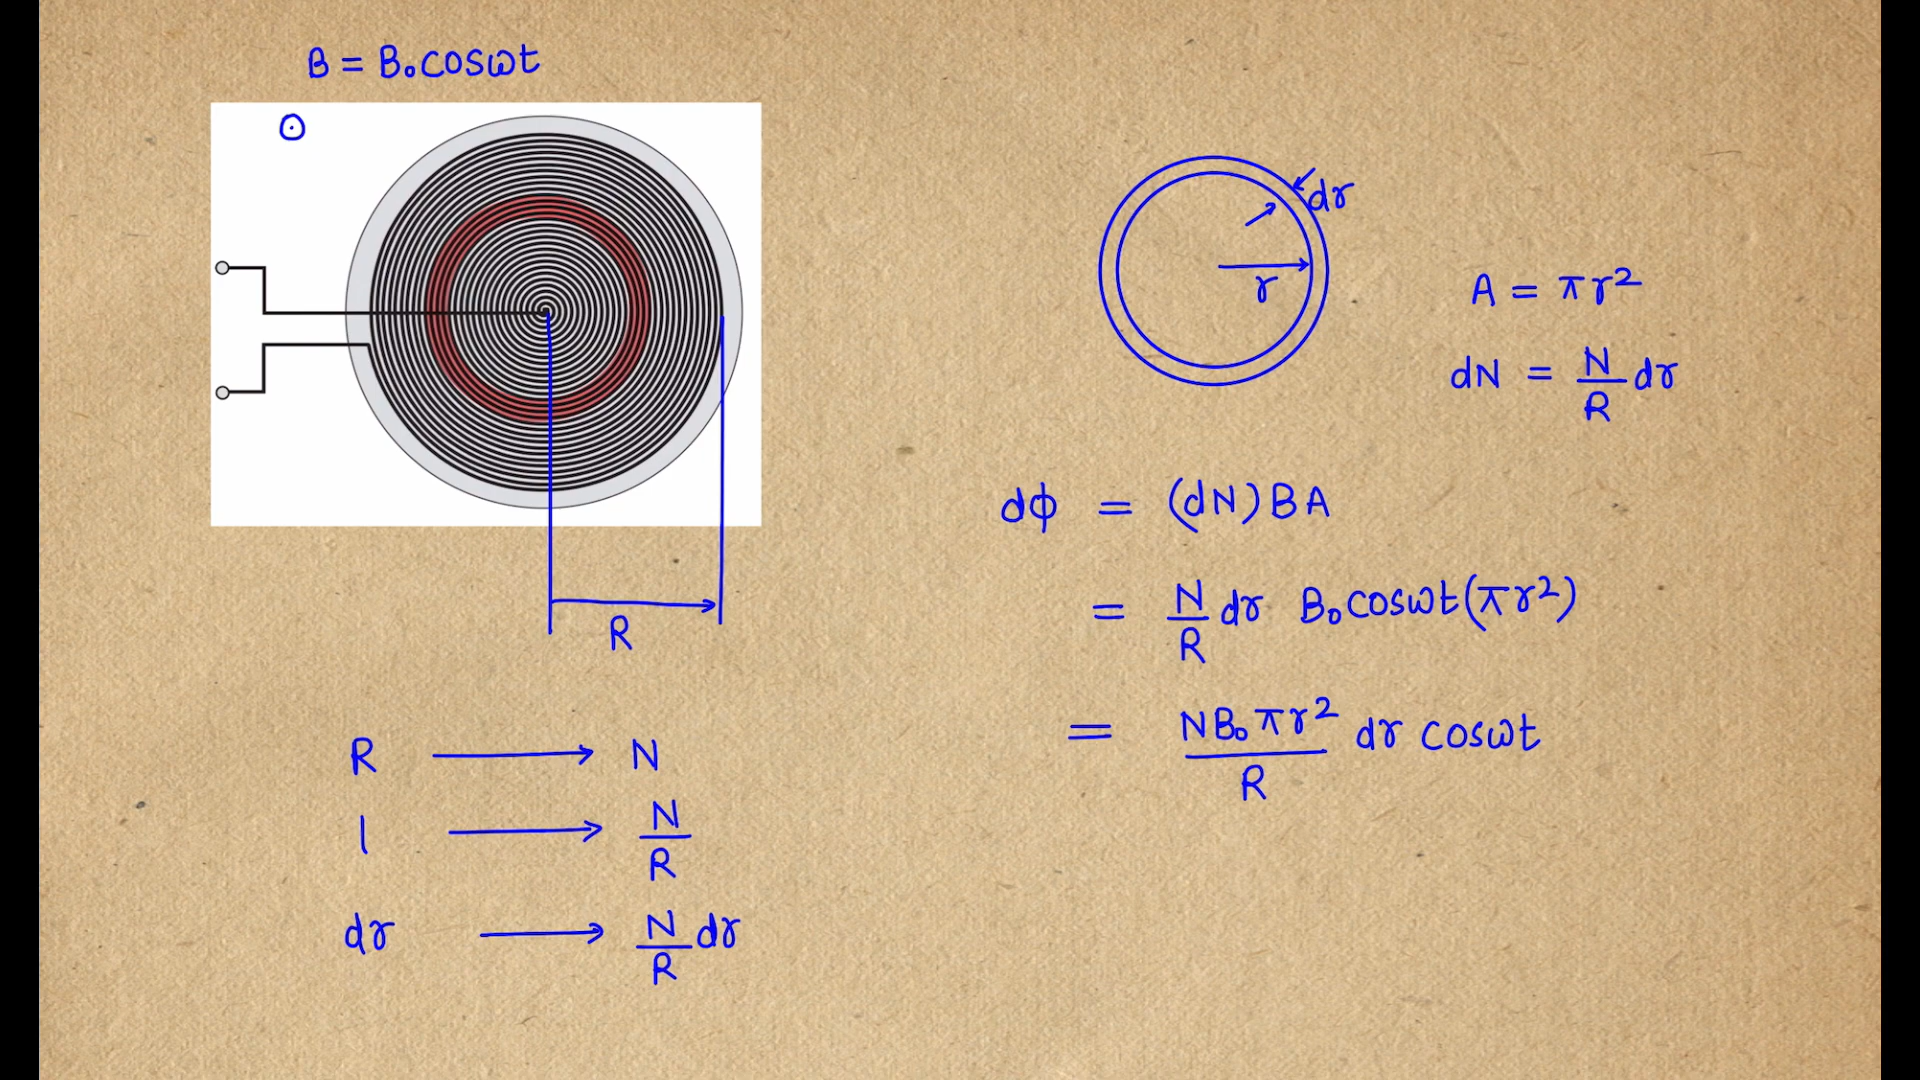 B = B₀cosωt
R
R → N
1 → N/R
dr → N/R dr
dr
r
A = πr²
dN = N/R dr
dϕ = (dN)BA
= N/R dr B₀cosωt(πr²)
= NB₀πr²/R dr cosωt